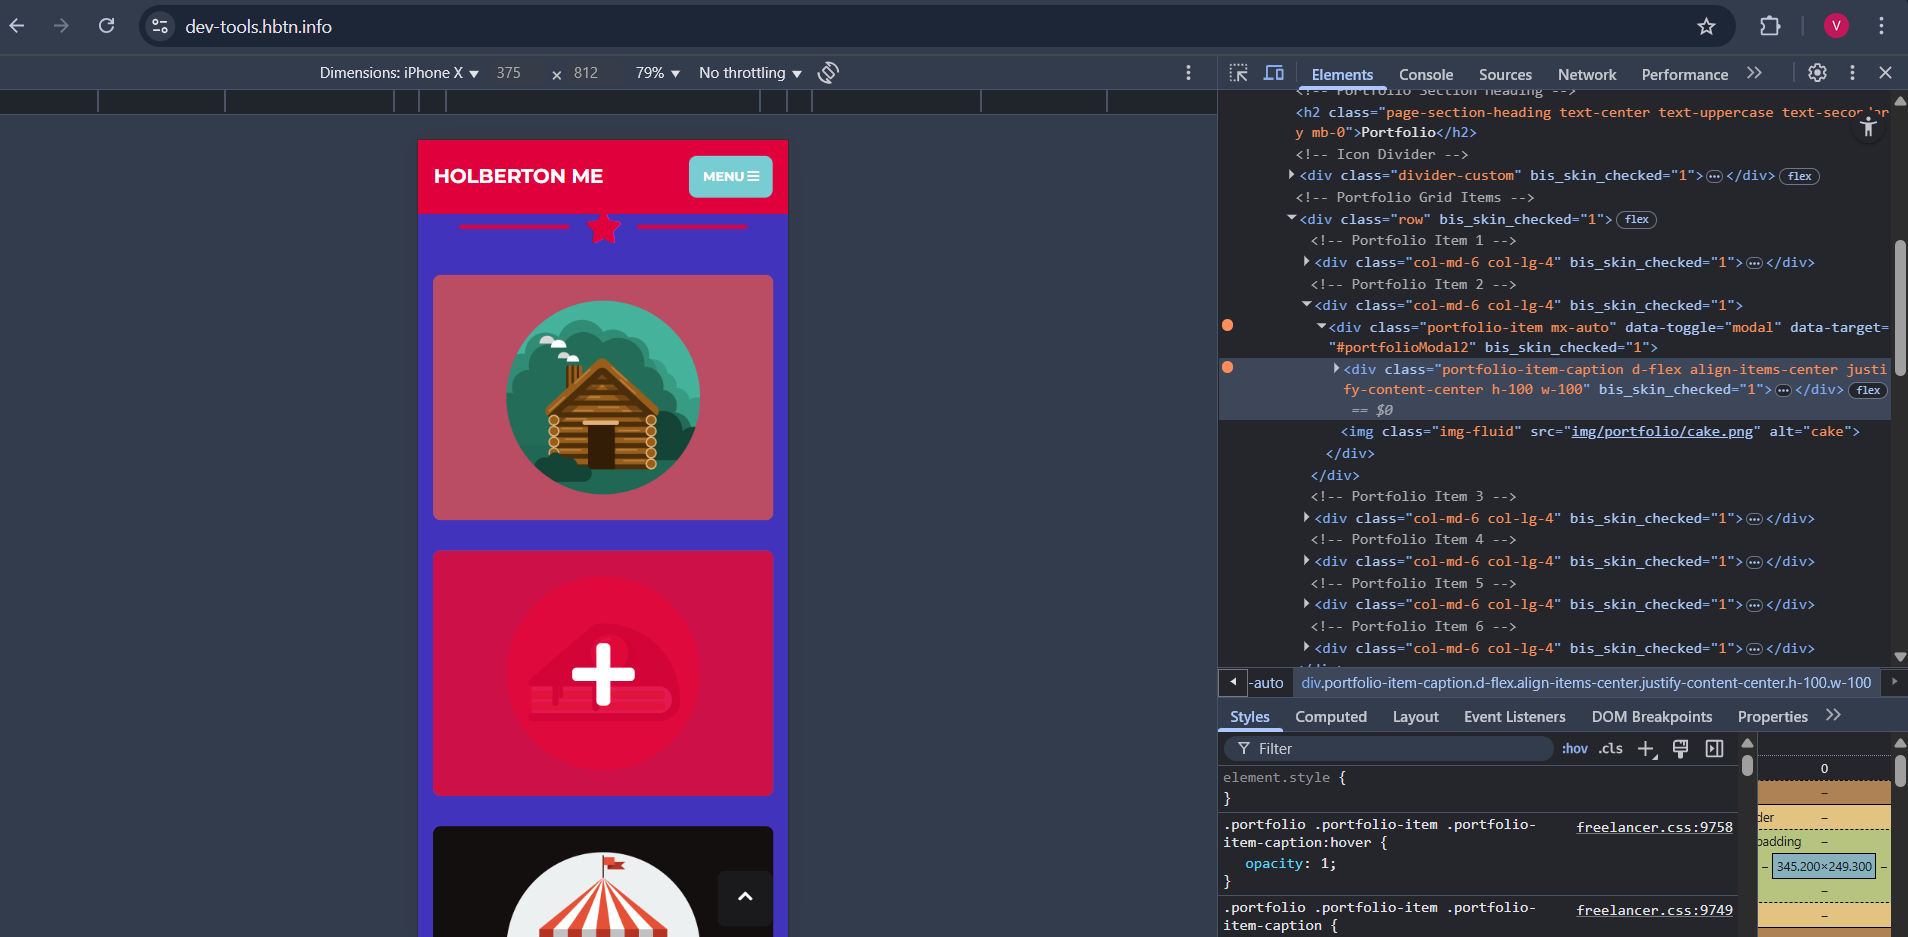 dev-tools.hbtn.info
V
Dimensions: iPhone X 375 × 812 79% No throttling
Elements Console Sources Network Performance
HOLBERTON ME
MENU
<!-- Portfolio Section Heading -->
<h2 class="page-section-heading text-center text-uppercase text-secondar
y mb-0">Portfolio</h2>
<!-- Icon Divider -->
<div class="divider-custom" bis_skin_checked="1"> </div> flex
<!-- Portfolio Grid Items -->
<div class="row" bis_skin_checked="1"> flex
<!-- Portfolio Item 1 -->
<div class="col-md-6 col-lg-4" bis_skin_checked="1"> </div>
<!-- Portfolio Item 2 -->
<div class="col-md-6 col-lg-4" bis_skin_checked="1">
<div class="portfolio-item mx-auto" data-toggle="modal" data-target=
"#portfolioModal2" bis_skin_checked="1">
<div class="portfolio-item-caption d-flex align-items-center justi
fy-content-center h-100 w-100" bis_skin_checked="1"> </div> flex
== $0
<img class="img-fluid" src="img/portfolio/cake.png" alt="cake">
</div>
</div>
<!-- Portfolio Item 3 -->
<div class="col-md-6 col-lg-4" bis_skin_checked="1"> </div>
<!-- Portfolio Item 4 -->
<div class="col-md-6 col-lg-4" bis_skin_checked="1"> </div>
<!-- Portfolio Item 5 -->
<div class="col-md-6 col-lg-4" bis_skin_checked="1"> </div>
<!-- Portfolio Item 6 -->
<div class="col-md-6 col-lg-4" bis_skin_checked="1"> </div>
-auto div.portfolio-item-caption.d-flex.align-items-center.justify-content-center.h-100.w-100
Styles Computed Layout Event Listeners DOM Breakpoints Properties
Filter :hov .cls
element.style {
}
.portfolio .portfolio-item .portfolio- freelancer.css:9758
item-caption:hover {
opacity: 1;
}
.portfolio .portfolio-item .portfolio- freelancer.css:9749
item-caption {
0
–
der –
padding –
– 345.200×249.300 –
–
–